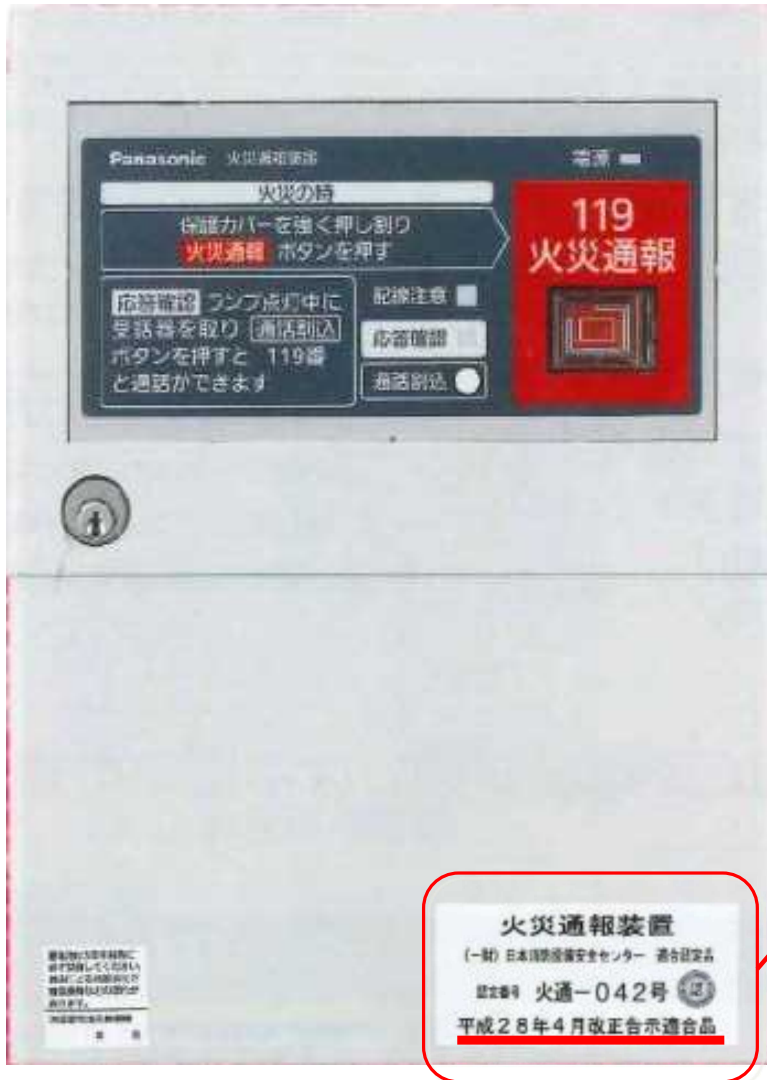 Panasonic 火災通報装置
電源
火災の時
保護カバーを強く押し割り
火災通報 ボタンを押す
119
火災通報
応答確認 ランプ点灯中に
受話器を取り 通話割込
ボタンを押すと 119番
と通話ができます
配線注意
応答確認
通話割込
火災通報装置
(一財) 日本消防設備安全センター 適合認定品
認定番号 火通-042号 認
平成28年4月改正告示適合品